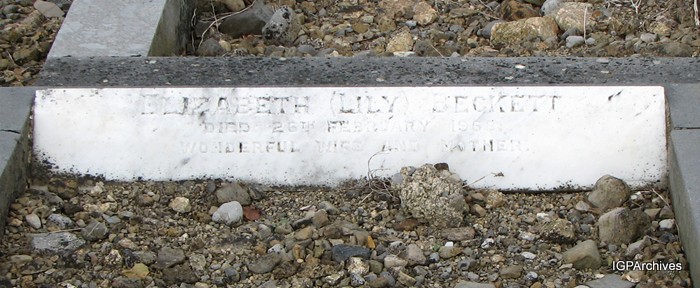 ELIZABETH (LILY) BECKETT
DIED 26TH FEBRUARY
WONDERFUL WIFE AND MOTHER.
IGPArchives